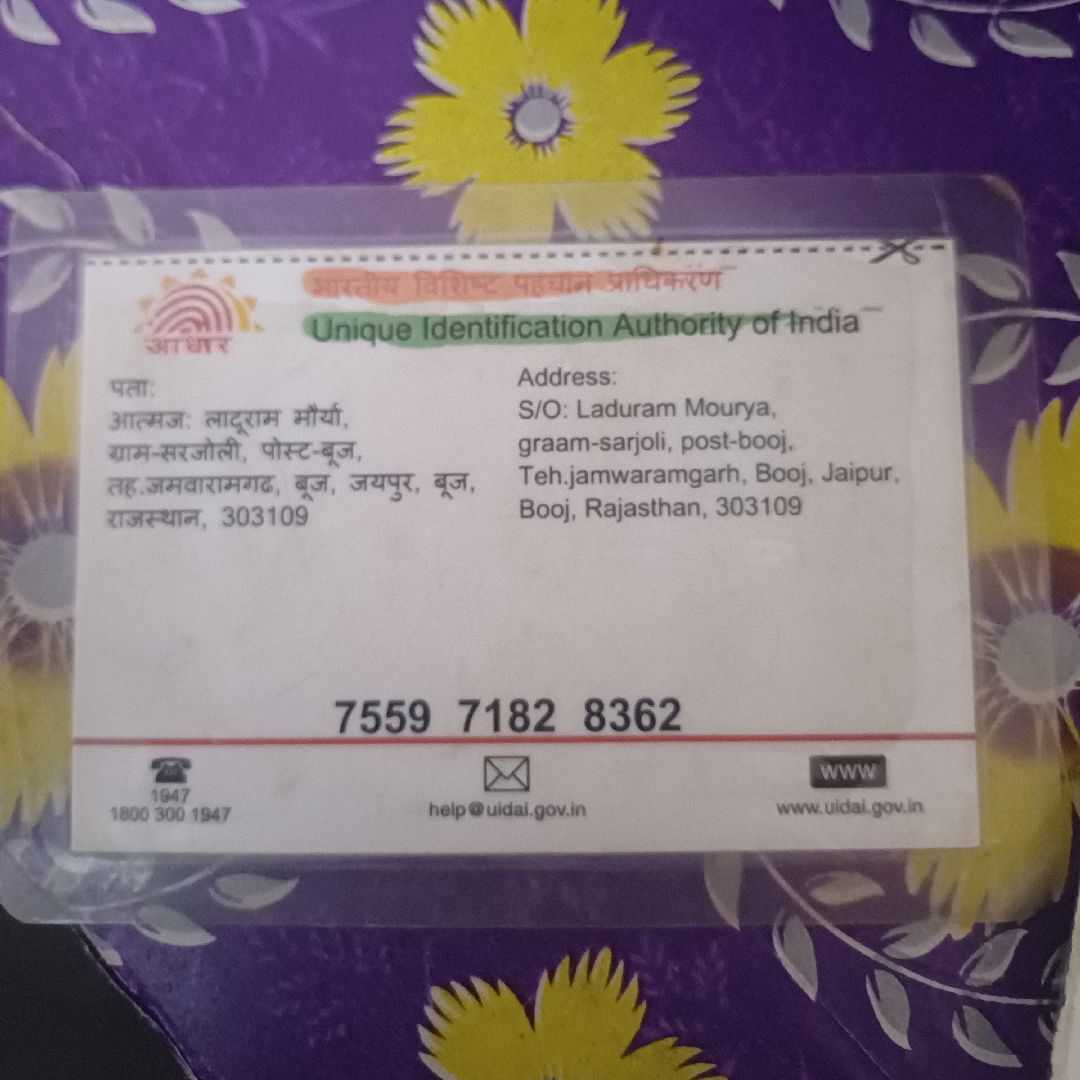 भारतीय विशिष्ट पहचान प्राधिकरण
Unique Identification Authority of India
आधार
पता:
आत्मज: लादूराम मौर्या,
ग्राम-सरजोली, पोस्ट-बूज,
तह.जमवारामगढ, बूज, जयपुर, बूज,
राजस्थान, 303109
Address:
S/O: Laduram Mourya,
graam-sarjoli, post-booj,
Teh.jamwaramgarh, Booj, Jaipur,
Booj, Rajasthan, 303109
7559 7182 8362
1947
1800 300 1947
help@uidai.gov.in
www
www.uidai.gov.in